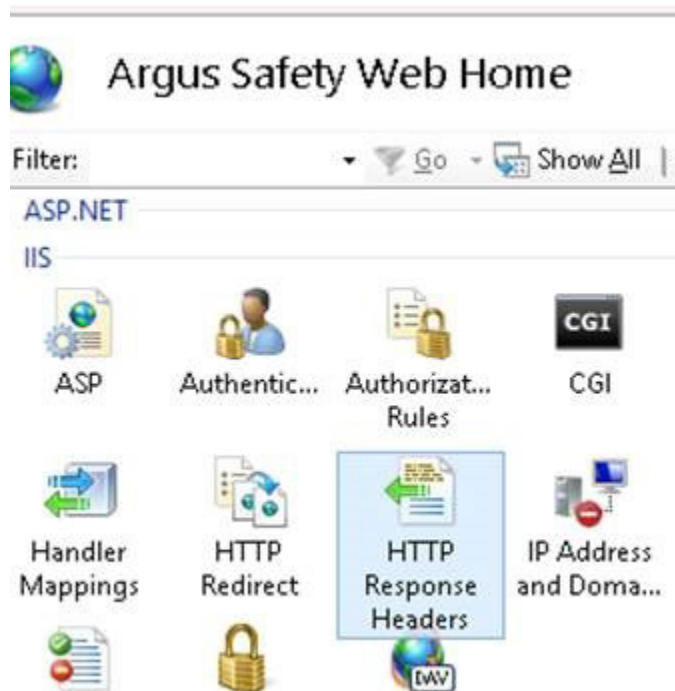 Argus Safety Web Home
Filter:
Go
Show All
ASP.NET
IIS
ASP
Authentic...
Authorizat...
Rules
CGI
CGI
Handler
Mappings
HTTP
Redirect
HTTP
Response
Headers
IP Address
and Doma...
DAV